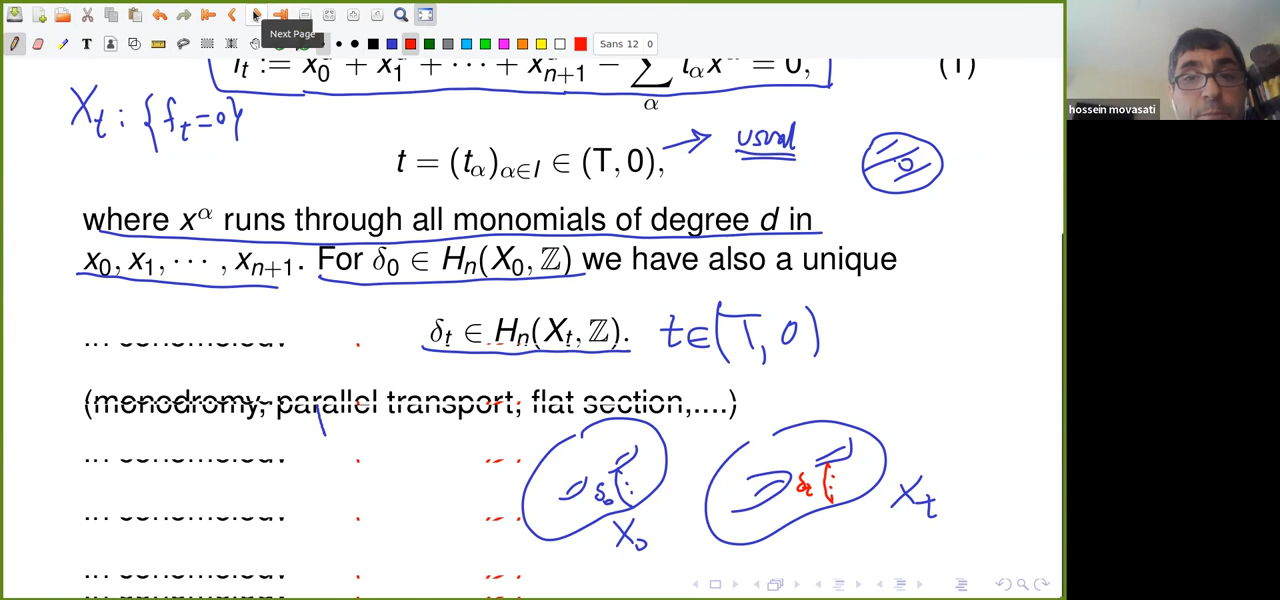 Next Page
T
Sans 12 0
hossein movasati
x_0^d + x_1^d + ⋯ + x_{n+1}^d − ∑_α t_α x^α = 0, (1)
X_t : {f_t=0}
t = (t_α)_{α∈I} ∈ (T, 0), → usual
0
where x^α runs through all monomials of degree d in
x_0, x_1, ⋯ , x_{n+1}. For δ_0 ∈ H_n(X_0, ℤ) we have also a unique
δ_t ∈ H_n(X_t, ℤ). t∈(T, 0)
(monodromy, parallel transport, flat section,....)
δ_0
δ_t
X_t
X_0